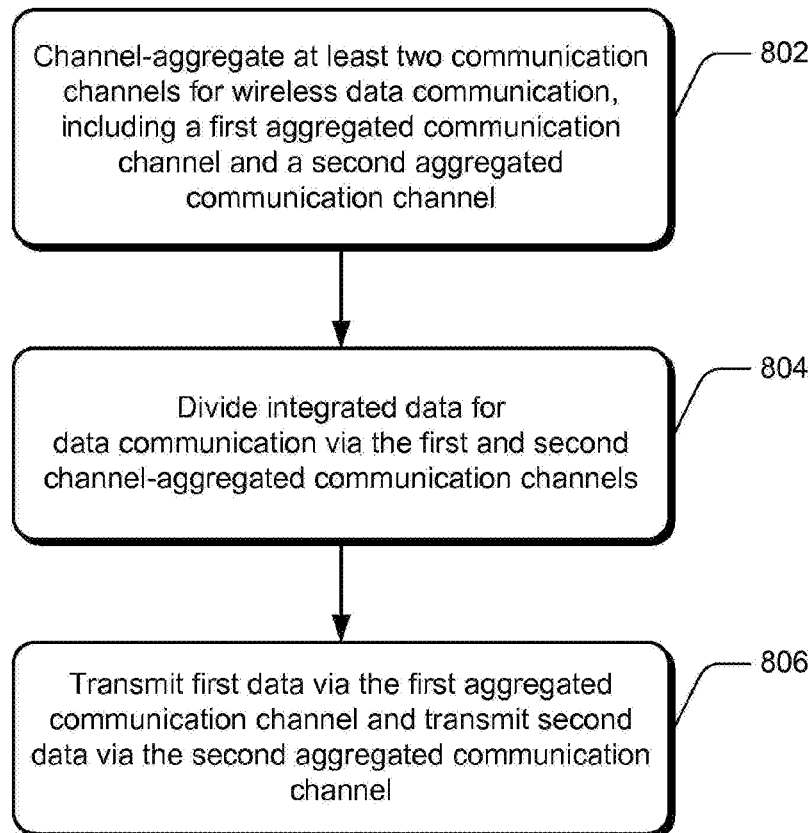 Channel-aggregate at least two communication
channels for wireless data communication,
including a first aggregated communication
channel and a second aggregated
communication channel
802
Divide integrated data for
data communication via the first and second
channel-aggregated communication channels
804
Transmit first data via the first aggregated
communication channel and transmit second
data via the second aggregated communication
channel
806